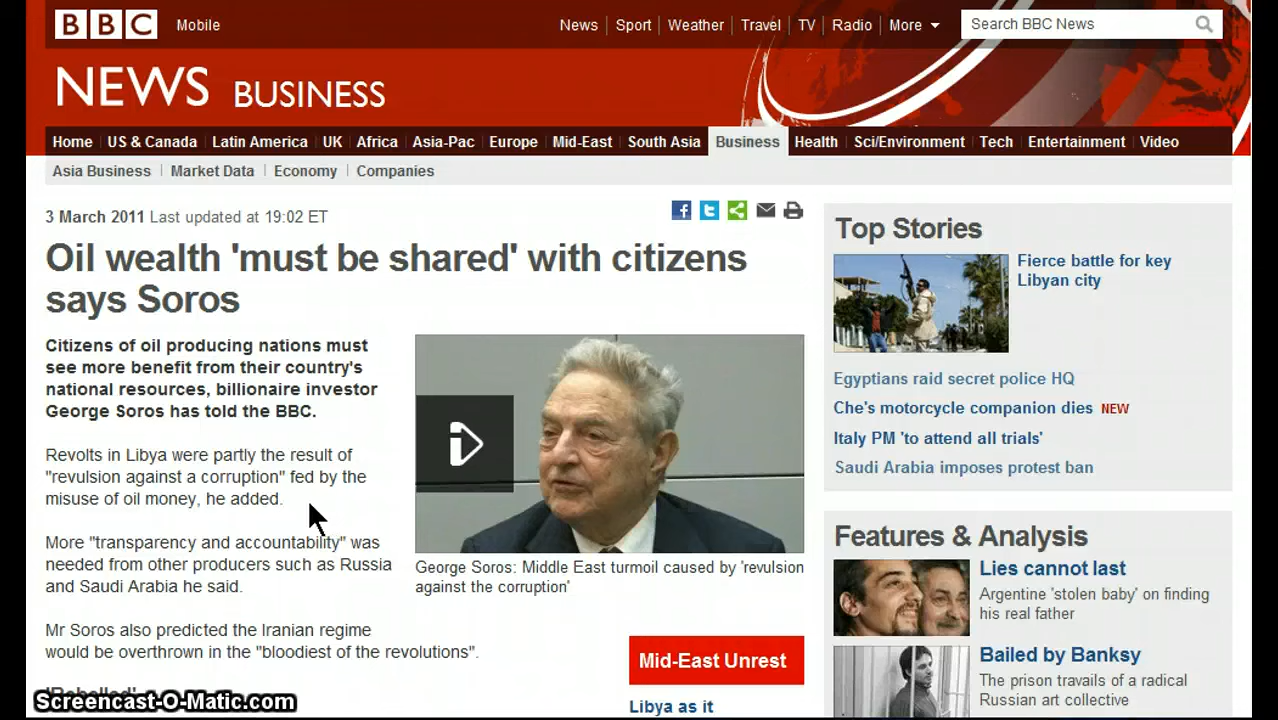 BBC Mobile News Sport Weather Travel TV Radio More Search BBC News
NEWS BUSINESS
Home US & Canada Latin America UK Africa Asia-Pac Europe Mid-East South Asia Business Health Sci/Environment Tech Entertainment Video
Asia Business Market Data Economy Companies
3 March 2011 Last updated at 19:02 ET
Oil wealth 'must be shared' with citizens
says Soros
Citizens of oil producing nations must
see more benefit from their country's
national resources, billionaire investor
George Soros has told the BBC.
Revolts in Libya were partly the result of
"revulsion against a corruption" fed by the
misuse of oil money, he added.
More "transparency and accountability" was
needed from other producers such as Russia
and Saudi Arabia he said.
Mr Soros also predicted the Iranian regime
would be overthrown in the "bloodiest of the revolutions".
'Rebelled'
George Soros: Middle East turmoil caused by 'revulsion
against the corruption'
Mid-East Unrest
Libya as it
Top Stories
Fierce battle for key
Libyan city
Egyptians raid secret police HQ
Che's motorcycle companion dies NEW
Italy PM 'to attend all trials'
Saudi Arabia imposes protest ban
Features & Analysis
Lies cannot last
Argentine 'stolen baby' on finding
his real father
Bailed by Banksy
The prison travails of a radical
Russian art collective
Screencast-O-Matic.com